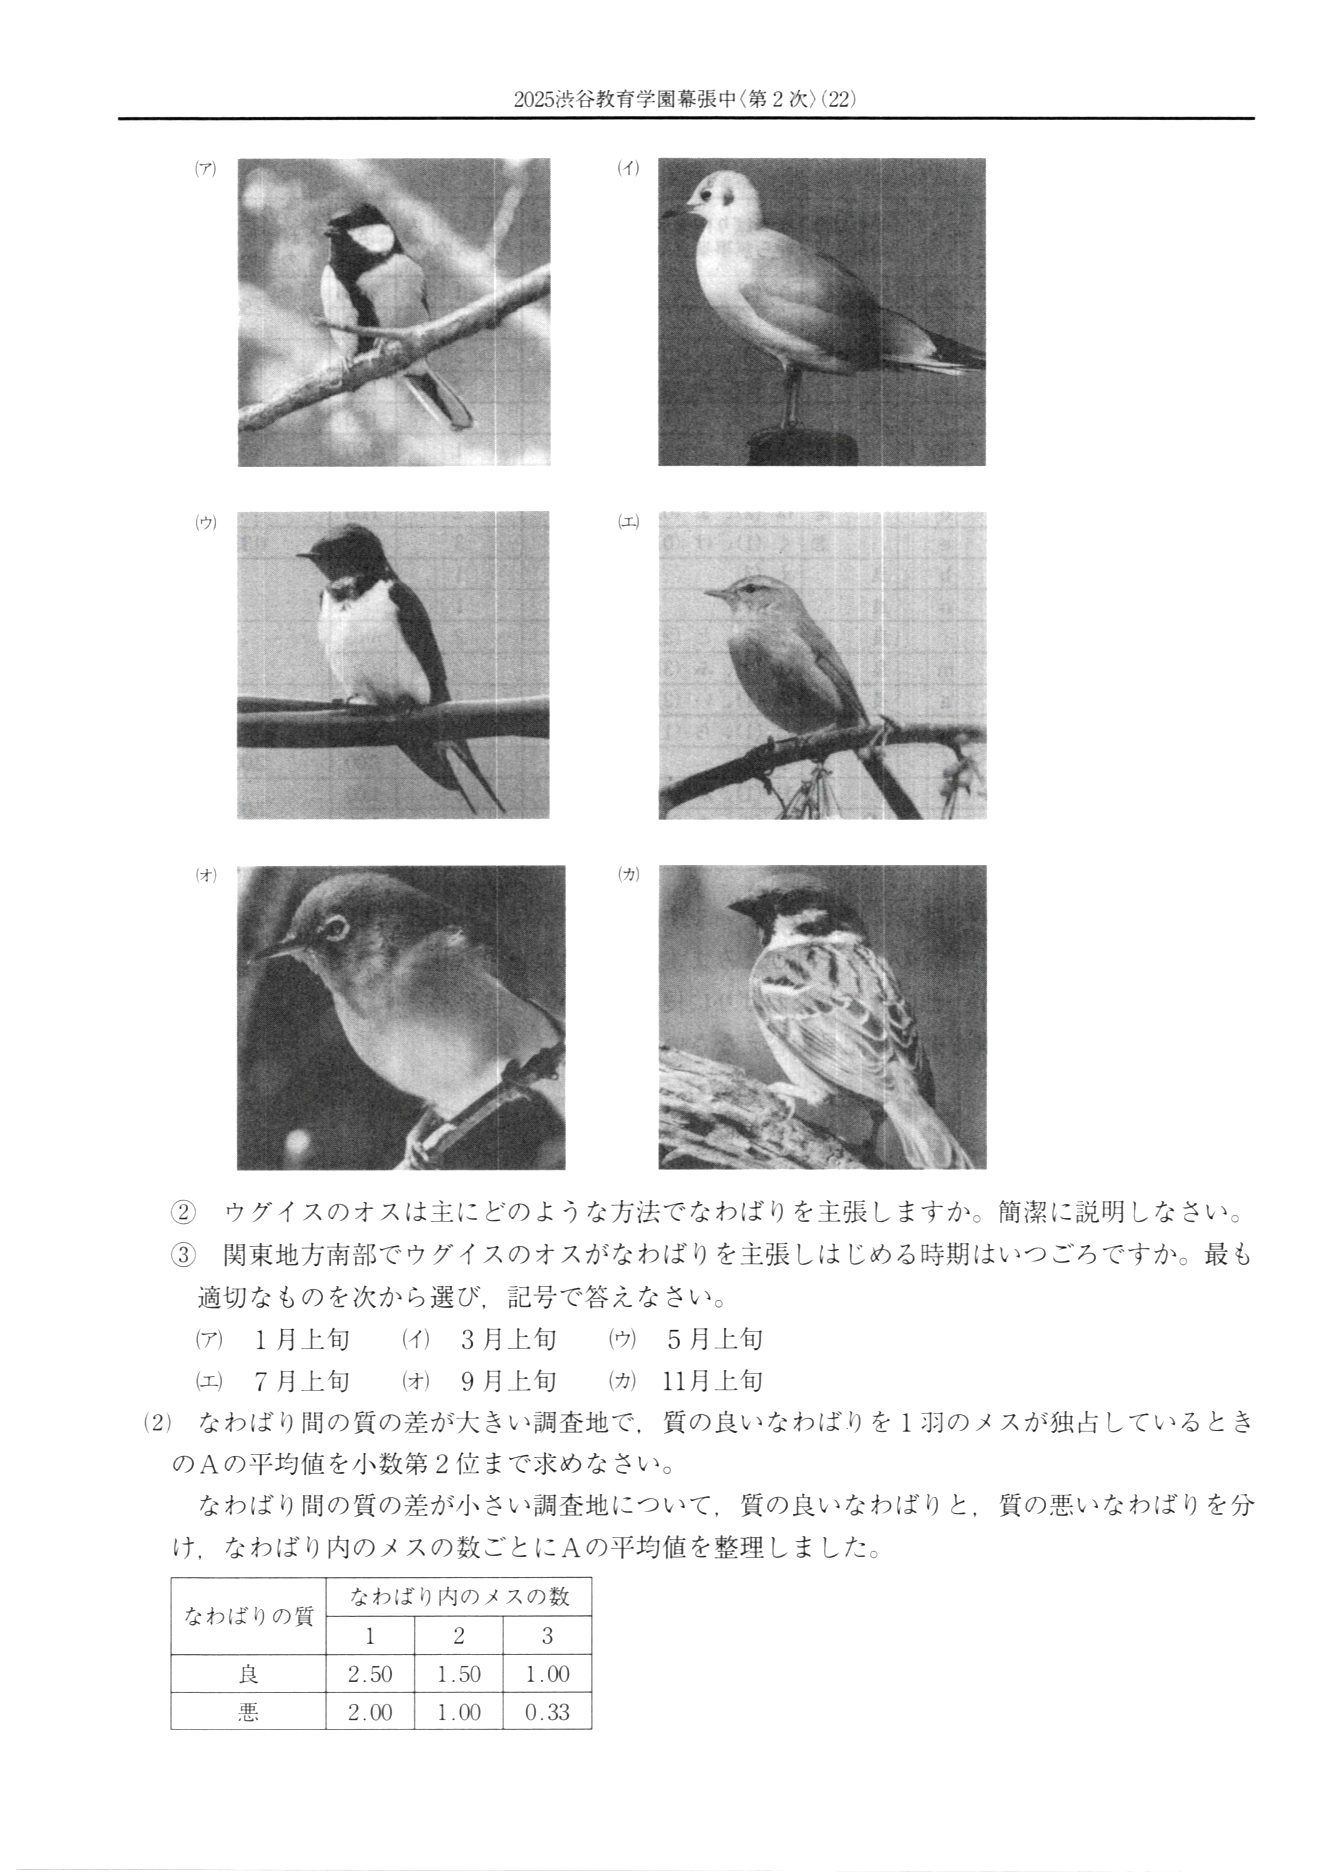 2025渋谷教育学園幕張中〈第2次〉(22)
(ア)
(イ)
(ウ)
(エ)
(オ)
(カ)
② ウグイスのオスは主にどのような方法でなわばりを主張しますか。簡潔に説明しなさい。
③ 関東地方南部でウグイスのオスがなわばりを主張しはじめる時期はいつごろですか。最も
適切なものを次から選び，記号で答えなさい。
(ア) 1月上旬 (イ) 3月上旬 (ウ) 5月上旬
(エ) 7月上旬 (オ) 9月上旬 (カ) 11月上旬
(2) なわばり間の質の差が大きい調査地で，質の良いなわばりを1羽のメスが独占しているとき
のAの平均値を小数第2位まで求めなさい。
なわばり間の質の差が小さい調査地について，質の良いなわばりと，質の悪いなわばりを分
け，なわばり内のメスの数ごとにAの平均値を整理しました。
なわばりの質 なわばり内のメスの数
1 2 3
良 2.50 1.50 1.00
悪 2.00 1.00 0.33